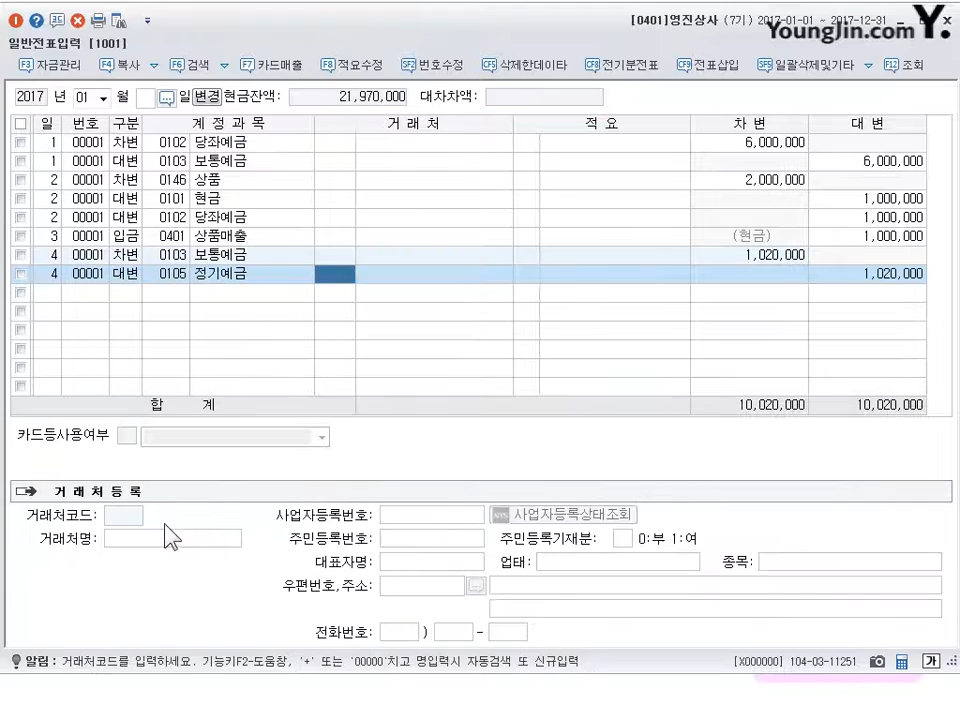 [0401]영진상사 (7기) 2017-01-01 ~ 2017-12-31
YoungJin.com Y.
일반전표입력 [1001]
F3 자금관리 F4 복사 F6 검색 F7 카드매출 F8 적요수정 SF2 번호수정 CF5 삭제한데이타 CF8 전기분전표 CF9 전표삽입 SF5 일괄삭제및기타 F12 조회
2017 년 01 월 일 변경 현금잔액: 21,970,000 대차차액:
일 번호 구분 계 정 과 목 거 래 처 적 요 차 변 대 변
1 00001 차변 0102 당좌예금 6,000,000
1 00001 대변 0103 보통예금 6,000,000
2 00001 차변 0146 상품 2,000,000
2 00001 대변 0101 현금 1,000,000
2 00001 대변 0102 당좌예금 1,000,000
3 00001 입금 0401 상품매출 (현금) 1,000,000
4 00001 차변 0103 보통예금 1,020,000
4 00001 대변 0105 정기예금 1,020,000
합 계 10,020,000 10,020,000
카드등사용여부
거 래 처 등 록
거래처코드: 사업자등록번호: 사업자등록상태조회
거래처명: 주민등록번호: 주민등록기재분: 0:부 1:여
대표자명: 업태: 종목:
우편번호,주소:
전화번호: ) -
알림: 거래처코드를 입력하세요. 기능키F2-도움창, '+' 또는 '00000'치고 명입력시 자동검색 또 신규입력 [X000000] 104-03-11251 가